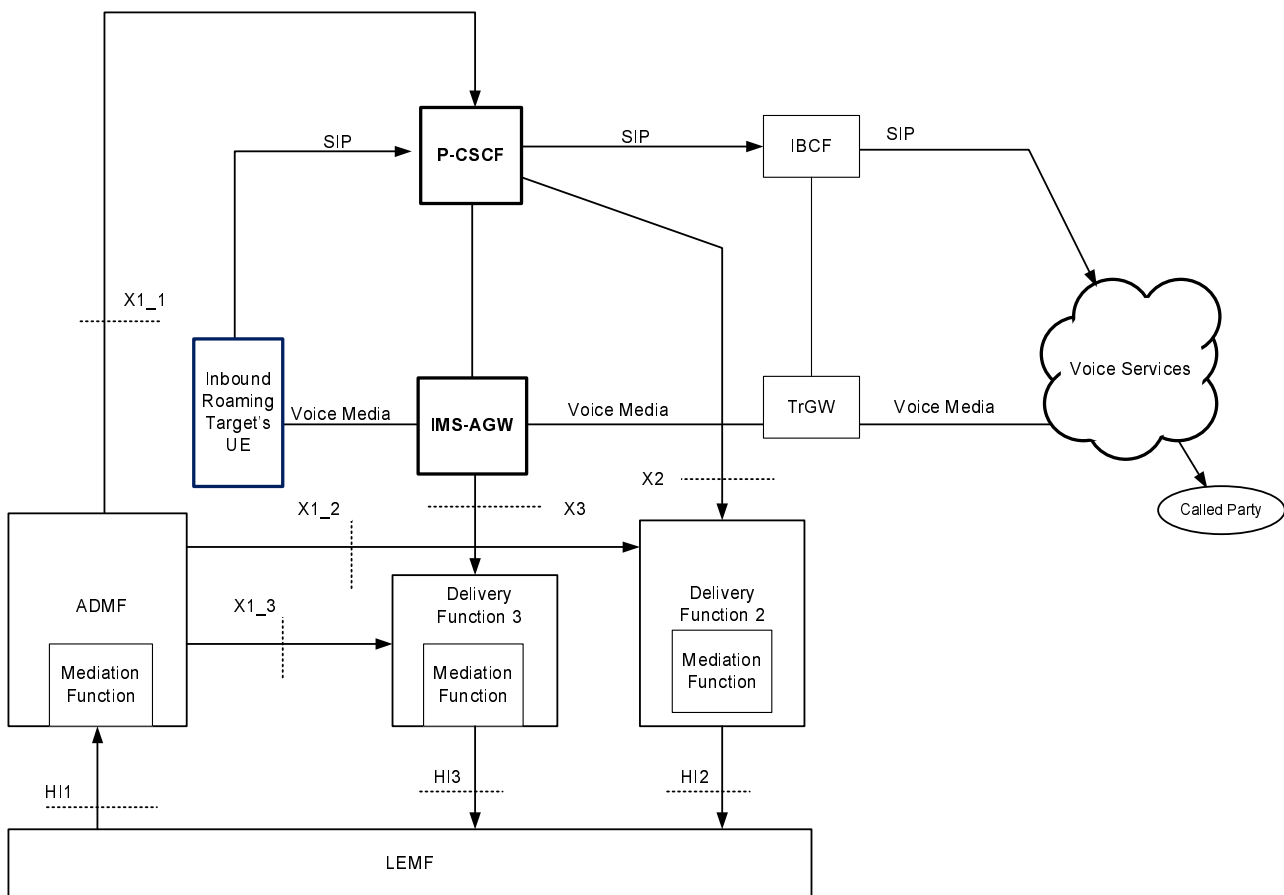 SIP
P-CSCF
SIP
IBCF
SIP
X1_1
Inbound
Roaming
Target's
UE
Voice Media
IMS-AGW
Voice Media
TrGW
Voice Media
Voice Services
X2
Called Party
X1_2
X3
ADMF
Mediation
Function
X1_3
Delivery
Function 3
Mediation
Function
Delivery
Function 2
Mediation
Function
HI1
HI3
HI2
LEMF